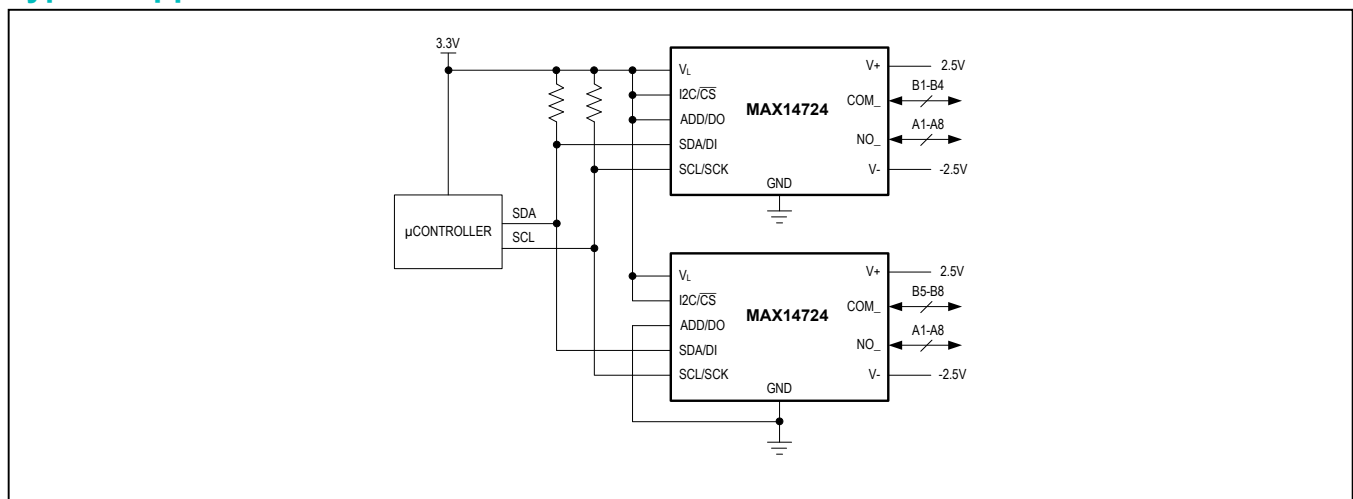 3.3V
VL
I2C/CS
ADD/DO
SDA/DI
SCL/SCK
MAX14724
GND
V+
COM_
NO_
V-
2.5V
B1-B4
A1-A8
-2.5V
µCONTROLLER
SDA
SCL
VL
I2C/CS
ADD/DO
SDA/DI
SCL/SCK
MAX14724
GND
V+
COM_
NO_
V-
2.5V
B5-B8
A1-A8
-2.5V